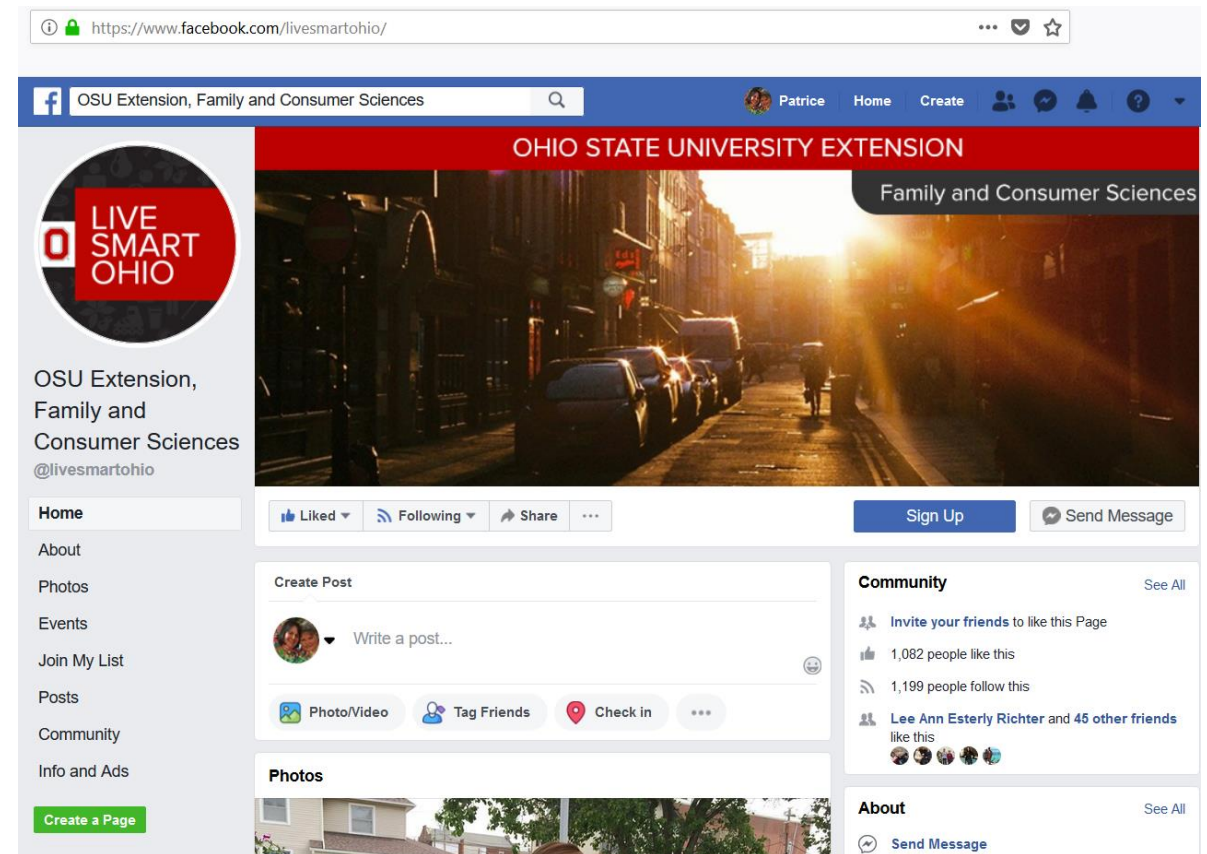 https://www.facebook.com/livesmartohio/
f
OSU Extension, Family and Consumer Sciences
Patrice
Home
Create
?
OHIO STATE UNIVERSITY EXTENSION
Family and Consumer Sciences
O
LIVE
SMART
OHIO
OSU Extension,
Family and
Consumer Sciences
@livesmartohio
Home
About
Photos
Events
Join My List
Posts
Community
Info and Ads
Create a Page
Liked
Following
Share
Sign Up
Send Message
Create Post
Write a post...
Photo/Video
Tag Friends
Check in
Photos
Community
See All
Invite your friends to like this Page
1,082 people like this
1,199 people follow this
Lee Ann Esterly Richter and 45 other friends
like this
About
See All
Send Message